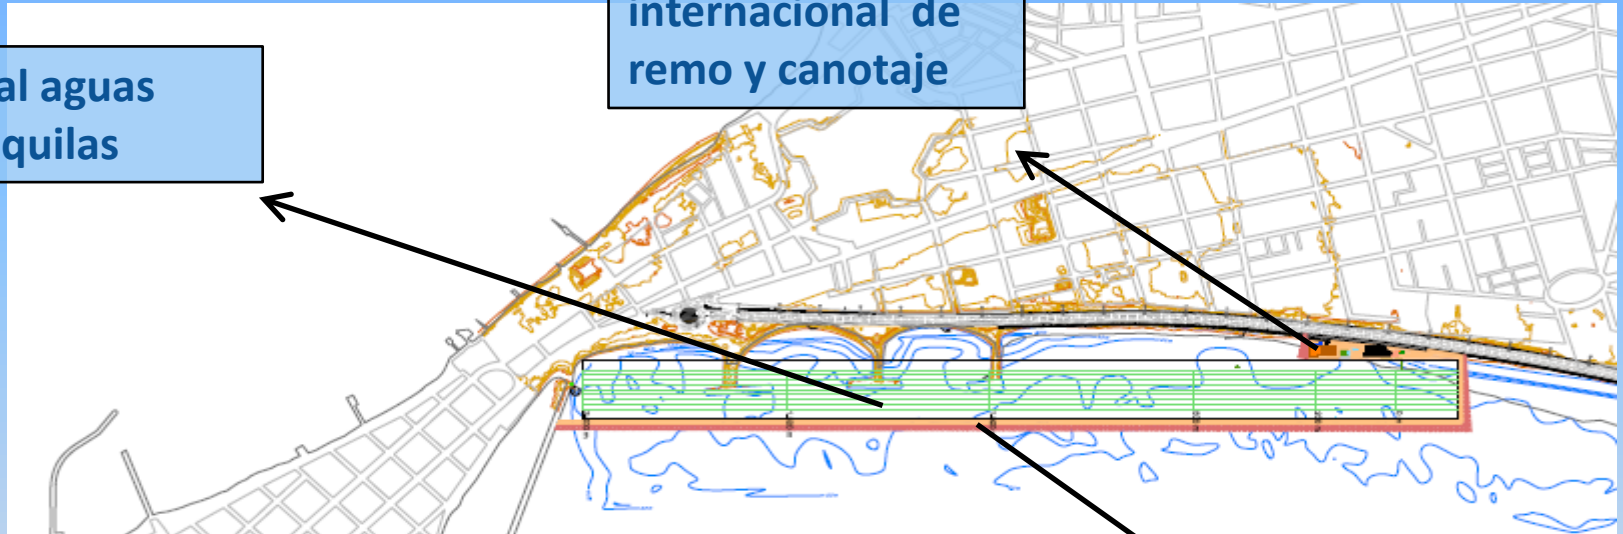 al aguas
quilas
internacional de
remo y canotaje